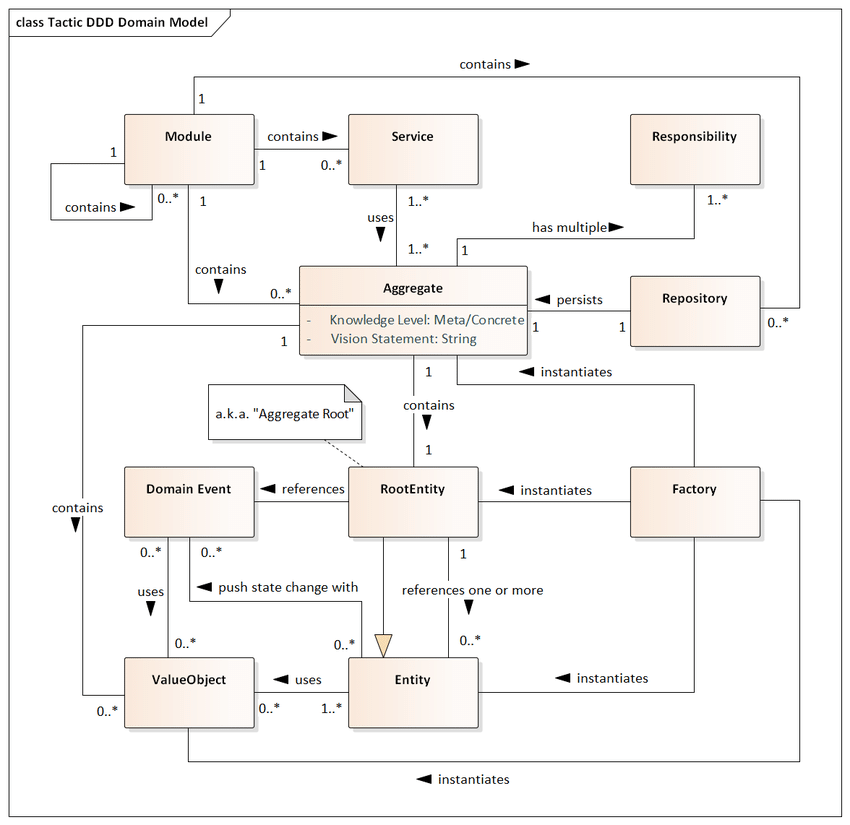 class Tactic DDD Domain Model
contains
1
Module
contains
1
0..*
Service
Responsibility
1
contains
0..*
1
uses
1..*
1..*
has multiple
1
1..*
contains
0..*
Aggregate
- Knowledge Level: Meta/Concrete
- Vision Statement: String
persists
1
1
Repository
0..*
1
1
contains
1
instantiates
a.k.a. "Aggregate Root"
contains
Domain Event
references
RootEntity
instantiates
Factory
0..*
0..*
1
uses
push state change with
references one or more
0..*
0..*
0..*
ValueObject
uses
Entity
instantiates
0..*
0..*
1..*
instantiates